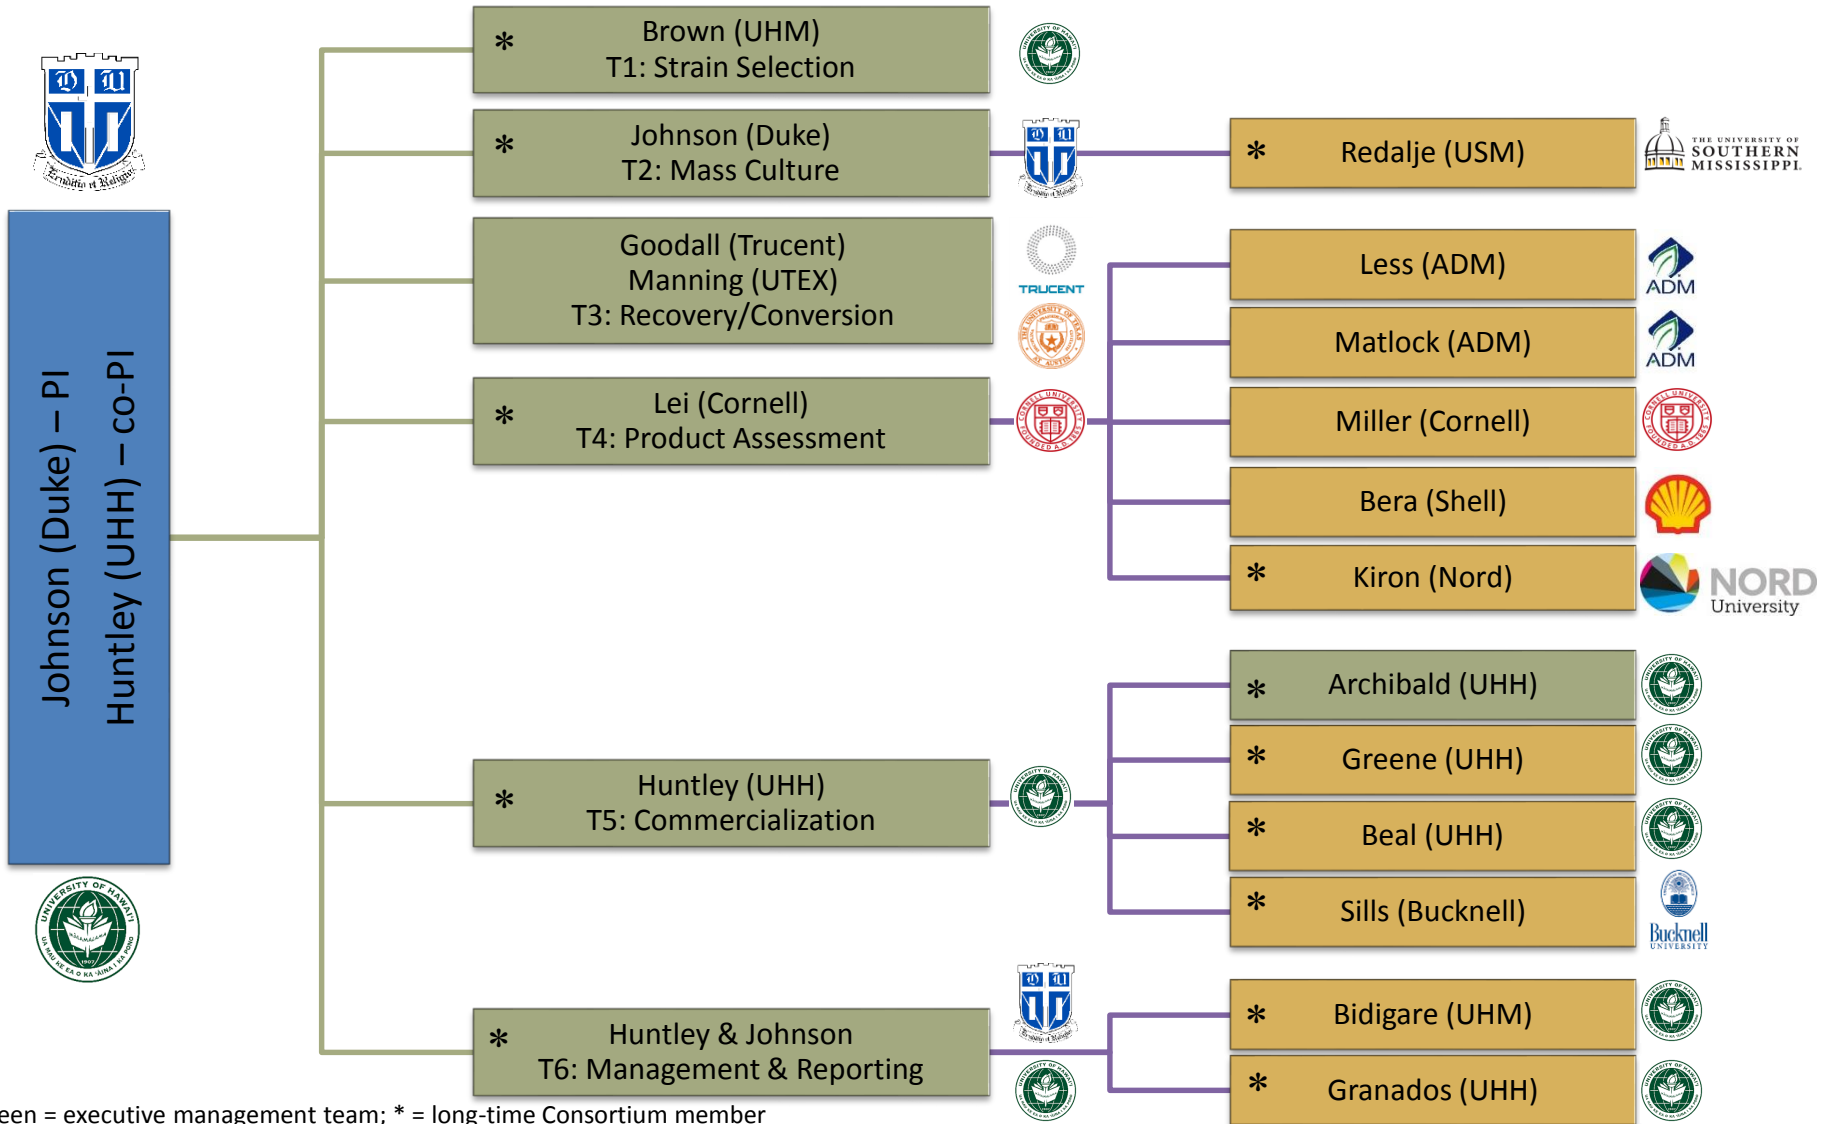 Johnson (Duke) – PI
Huntley (UHH) – co-PI
Brown (UHM)
T1: Strain Selection
Johnson (Duke)
T2: Mass Culture
Goodall (Trucent)
Manning (UTEX)
T3: Recovery/Conversion
TRUCENT
Lei (Cornell)
T4: Product Assessment
Huntley (UHH)
T5: Commercialization
Huntley & Johnson
T6: Management & Reporting
* Redalje (USM)
THE UNIVERSITY OF
SOUTHERN
MISSISSIPPI.
Less (ADM)
ADM
Matlock (ADM)
ADM
Miller (Cornell)
Bera (Shell)
* Kiron (Nord)
NORD
University
* Archibald (UHH)
* Greene (UHH)
* Beal (UHH)
* Sills (Bucknell)
Bucknell
UNIVERSITY
* Bidigare (UHM)
* Granados (UHH)
een = executive management team; * = long-time Consortium member